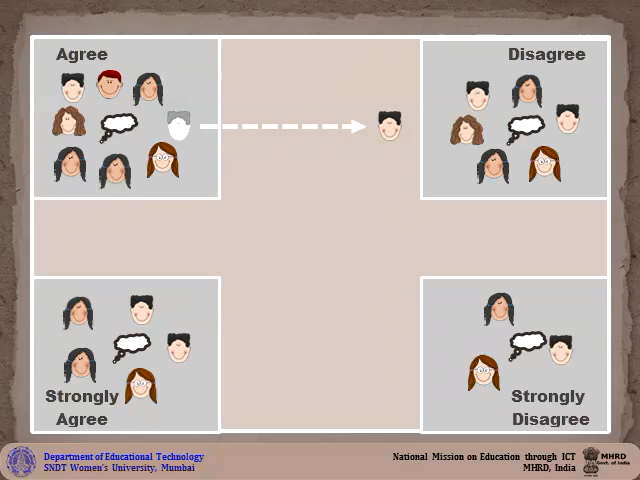 Agree
Disagree
Strongly
Agree
Strongly
Disagree
Department of Educational Technology
SNDT Women's University, Mumbai
National Mission on Education through ICT
MHRD, India
MHRD
Govt. of India